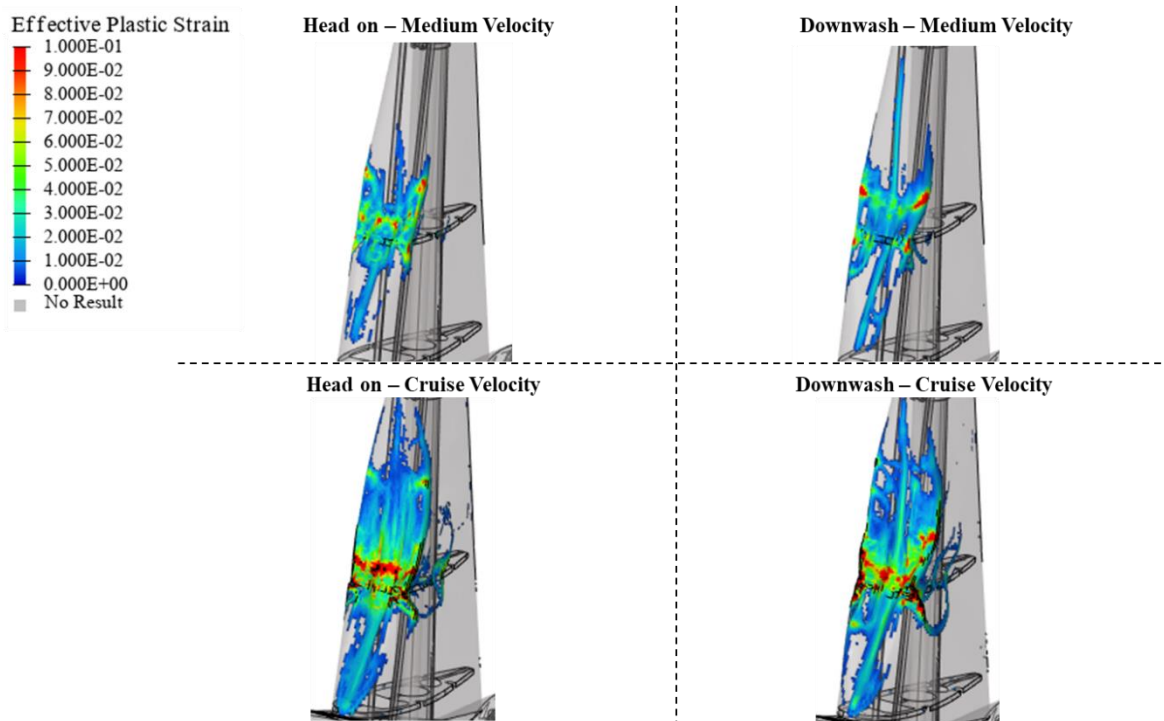 Effective Plastic Strain
1.000E-01
9.000E-02
8.000E-02
7.000E-02
6.000E-02
5.000E-02
4.000E-02
3.000E-02
2.000E-02
1.000E-02
0.000E+00
No Result
Head on – Medium Velocity
Downwash – Medium Velocity
Head on – Cruise Velocity
Downwash – Cruise Velocity